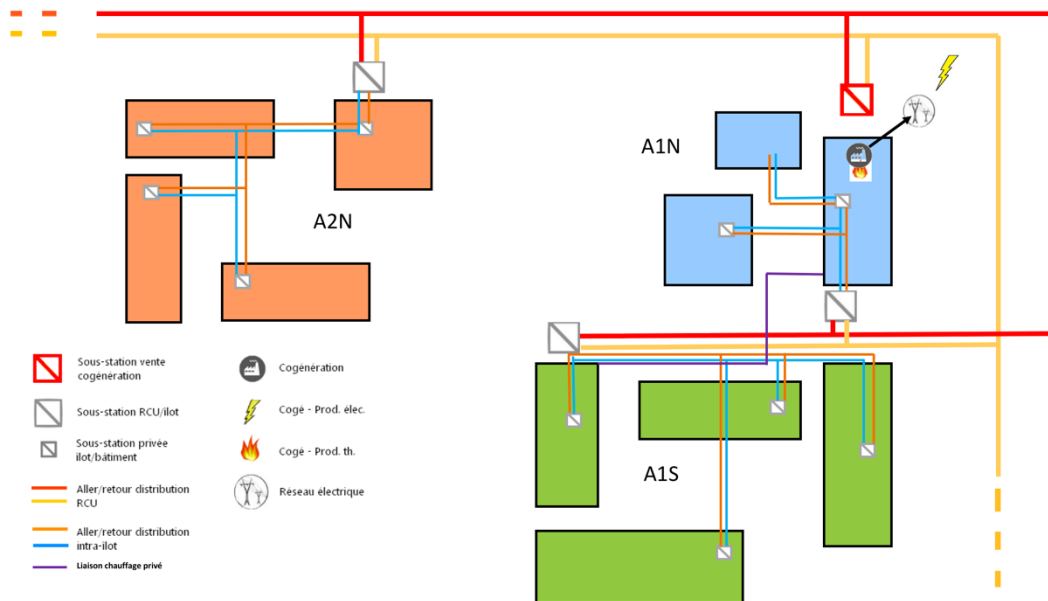 A1N
A2N
Sous-station vente
cogénération
Cogénération
Sous-station RCU/ilot
Cogé - Prod. élec.
Sous-station privée
ilot/bâtiment
Cogé - Prod. th.
A1S
Aller/retour distribution
RCU
Réseau électrique
Aller/retour distribution
intra-ilot
Liaison chauffage privé